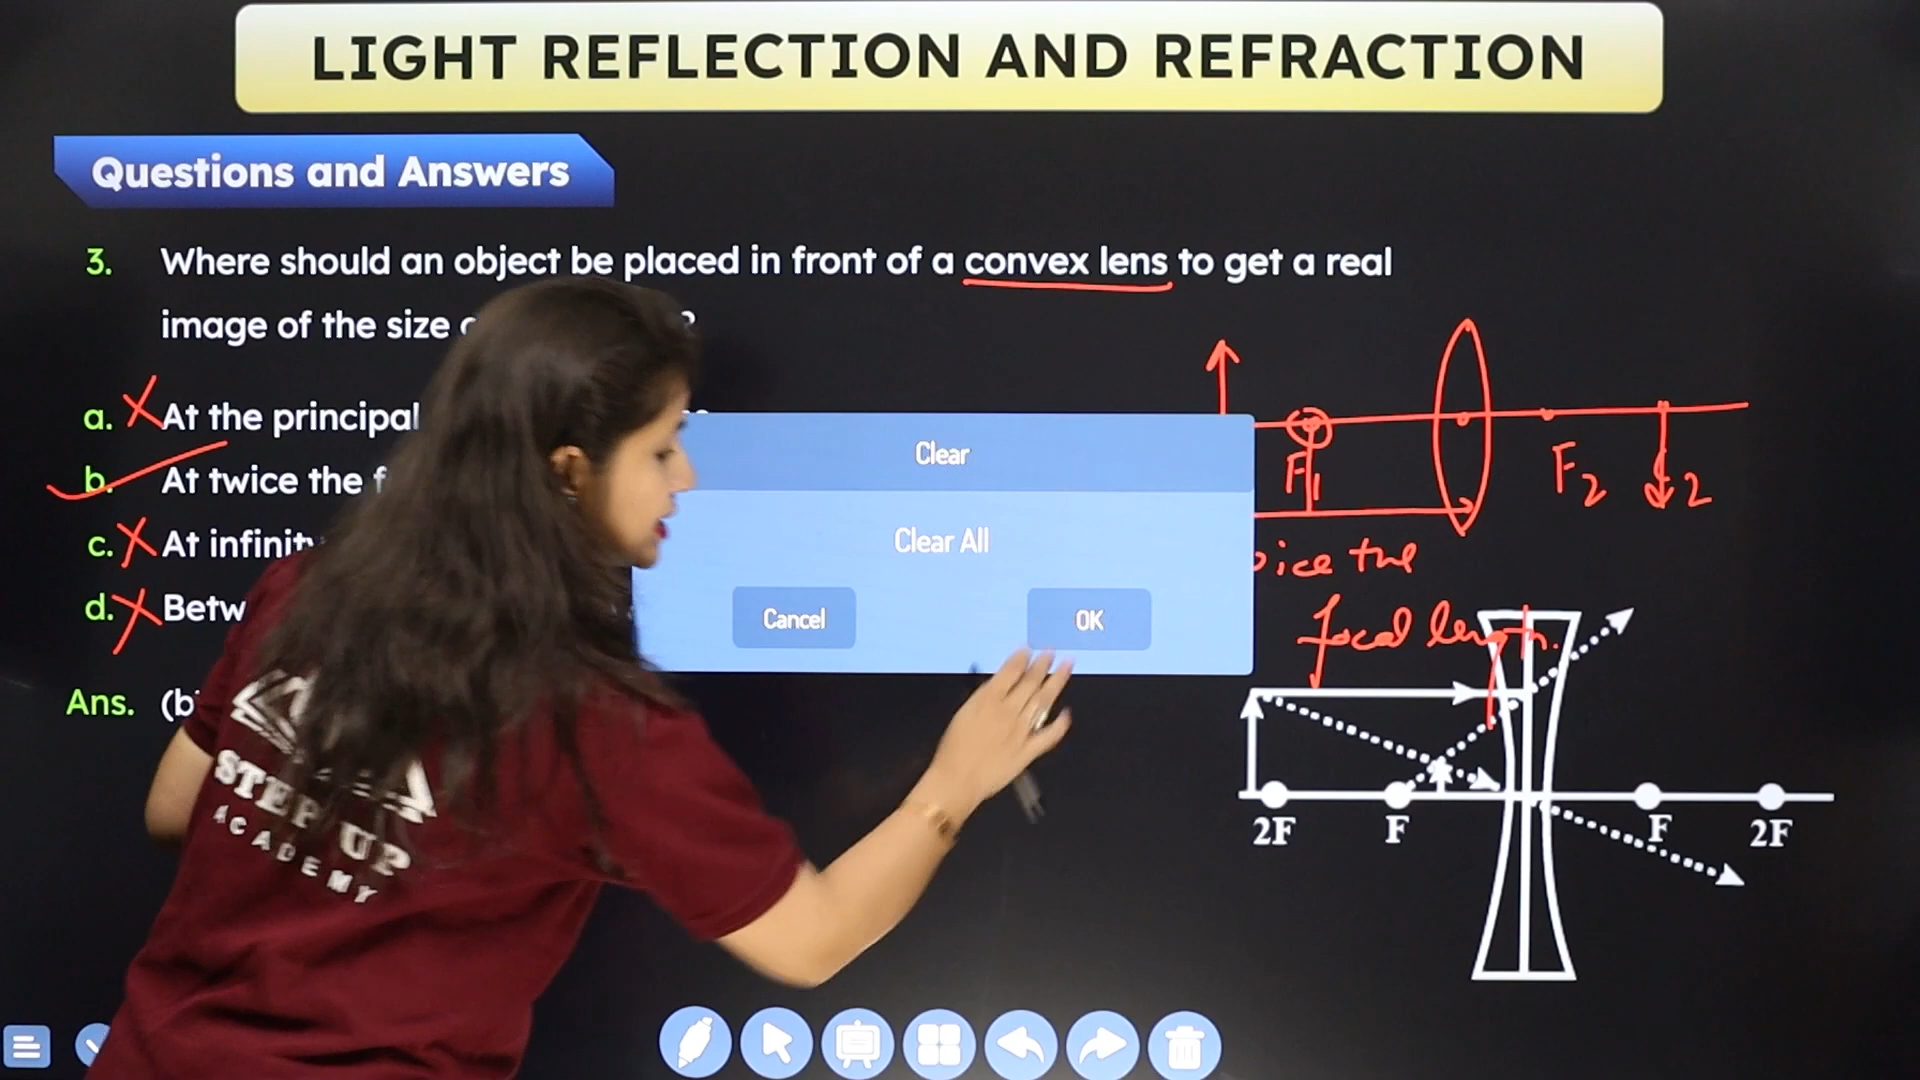 LIGHT REFLECTION AND REFRACTION
Questions and Answers
3. Where should an object be placed in front of a convex lens to get a real
image of the size
a. At the principal
b. At twice the f
c. At infinity
d. Betw
Ans. (b
Clear
Clear All
Cancel
OK
F1
F2
2
the
focal length.
2F F F 2F
STEP UP
ACADEMY